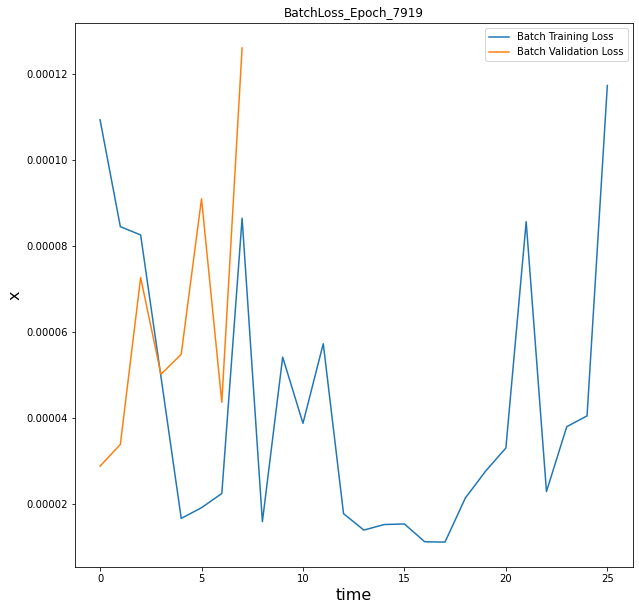 BatchLoss_Epoch_7919
Batch Training Loss
Batch Validation Loss
0.00012
0.00010
0.00008
0.00006
0.00004
0.00002
x
0 5 10 15 20 25
time